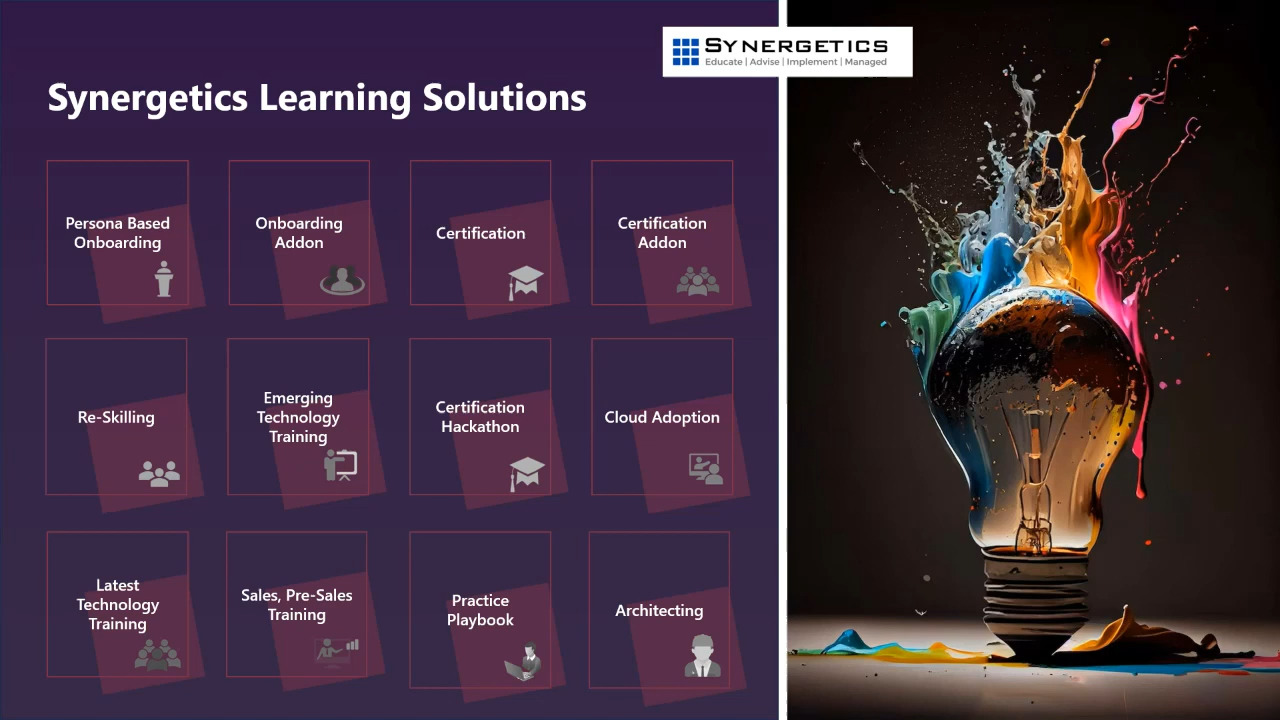 SYNERGETICS
Educate | Advise | Implement | Managed
Synergetics Learning Solutions
Persona Based
Onboarding
Onboarding
Addon
Certification
Certification
Addon
Re-Skilling
Emerging
Technology
Training
Certification
Hackathon
Cloud Adoption
Latest
Technology
Training
Sales, Pre-Sales
Training
Practice
Playbook
Architecting